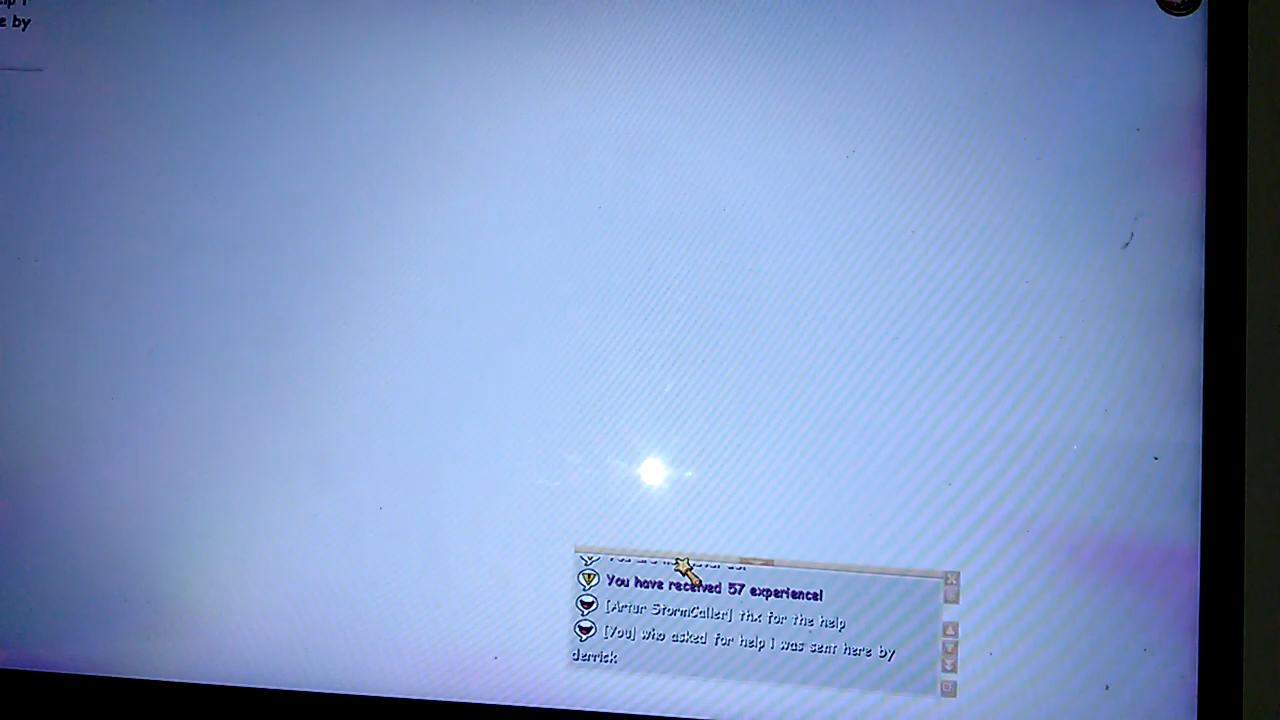 e by
You have received 57 experience!
[Artur StormCaller] thx for the help
[You] who asked for help I was sent here by
derrick